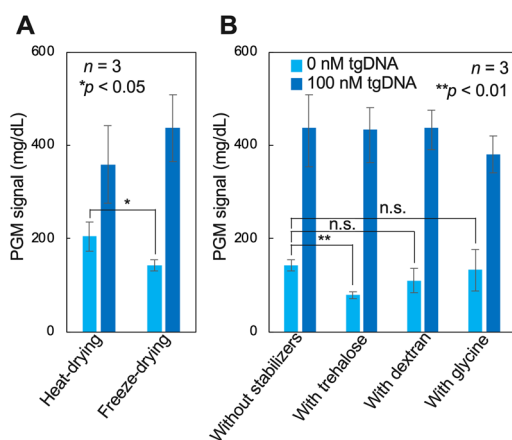 A
PGM signal (mg/dL)
600
400
200
0
n = 3
*p < 0.05
*
Heat-drying
Freeze-drying
B
PGM signal (mg/dL)
600
400
200
0
0 nM tgDNA
100 nM tgDNA
n = 3
**p < 0.01
n.s.
n.s.
**
Without stabilizers
With trehalose
With dextran
With glycine